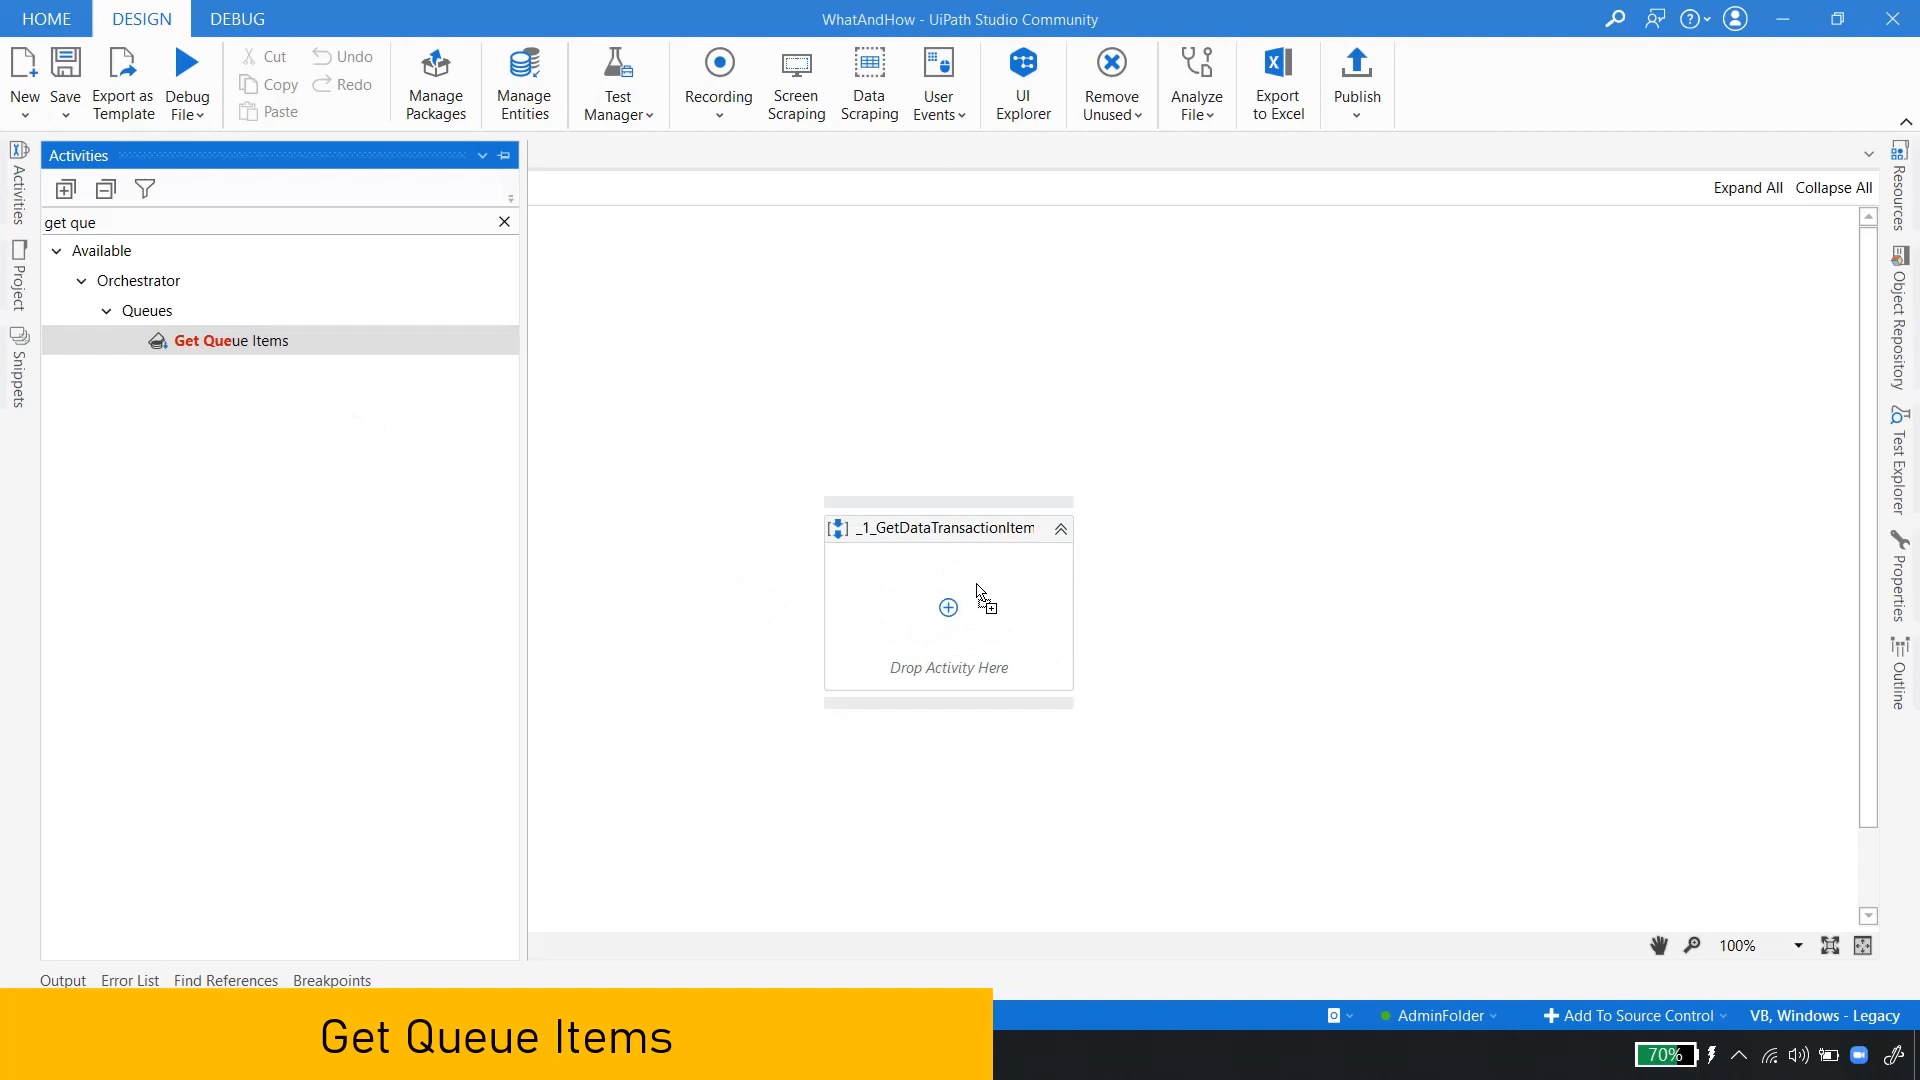 HOME DESIGN DEBUG
WhatAndHow - UiPath Studio Community
New
Save
Export as
Template
Debug
File
Cut
Copy
Paste
Undo
Redo
Manage
Packages
Manage
Entities
Test
Manager
Recording
Screen
Scraping
Data
Scraping
User
Events
UI
Explorer
Remove
Unused
Analyze
File
Export
to Excel
Publish
Activities
Project
Snippets
Activities
get que
Available
Orchestrator
Queues
Get Queue Items
Expand All Collapse All
_1_GetDataTransactionItem
Drop Activity Here
Resources
Object Repository
Test Explorer
Properties
Outline
100%
Output Error List Find References Breakpoints
Get Queue Items
AdminFolder
Add To Source Control
VB, Windows - Legacy
70%